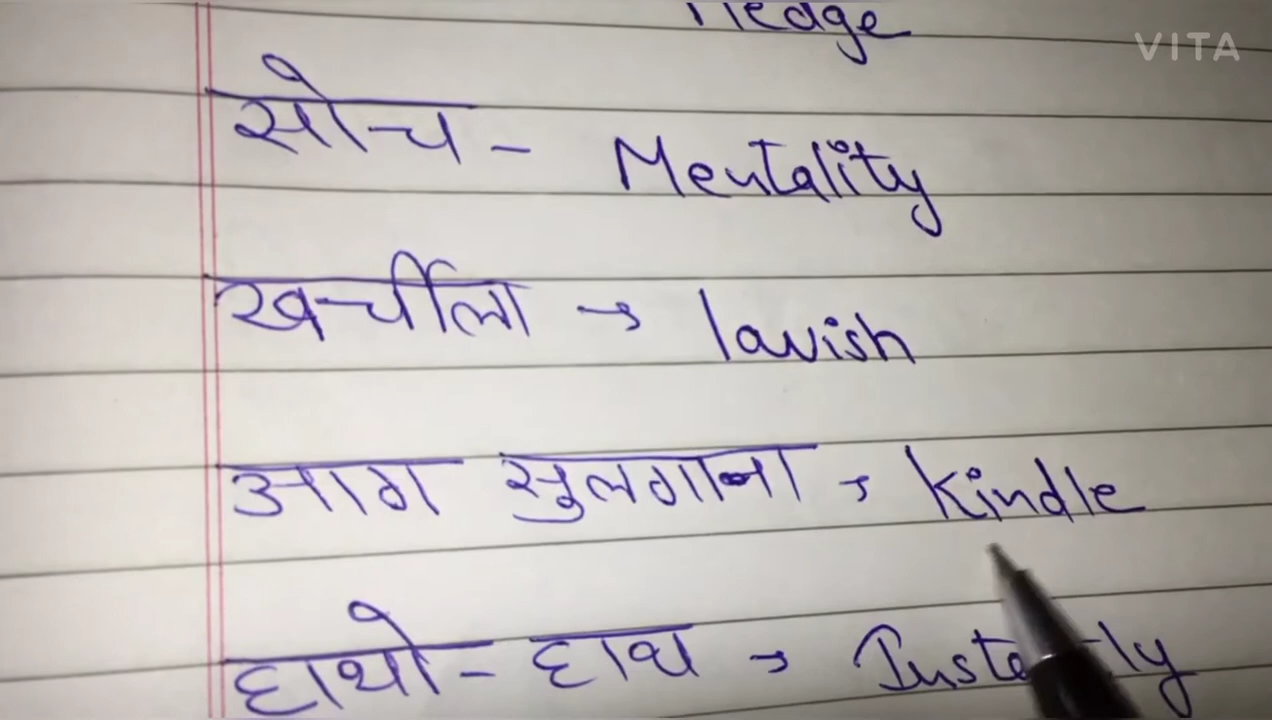 VITA
सोच - Mentality
खर्चीला → lavish
आग सुलगाना → Kindle
हाथो - हाथ →